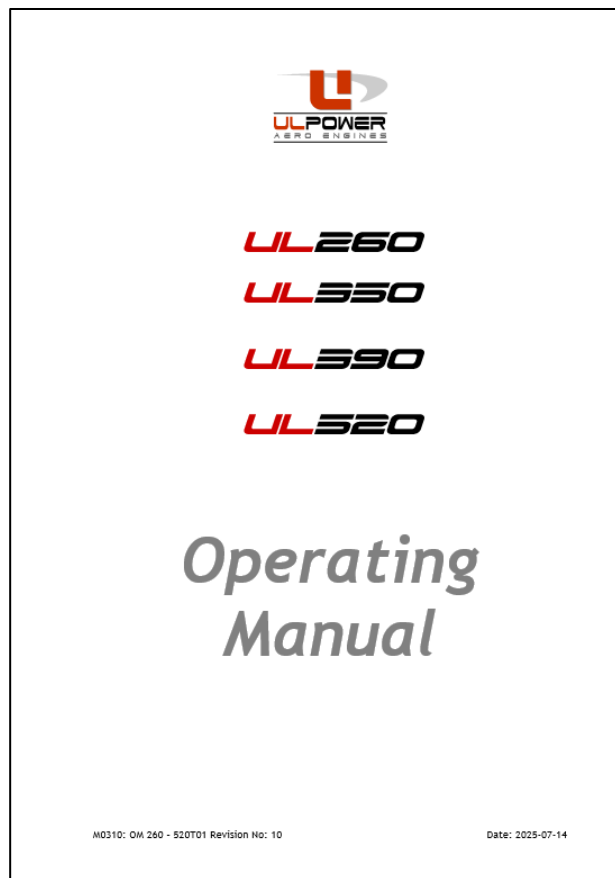 ULPOWER
AERO ENGINES
UL260
UL350
UL390
UL520
Operating
Manual
M0310: OM 260 - 520T01 Revision No: 10 Date: 2025-07-14